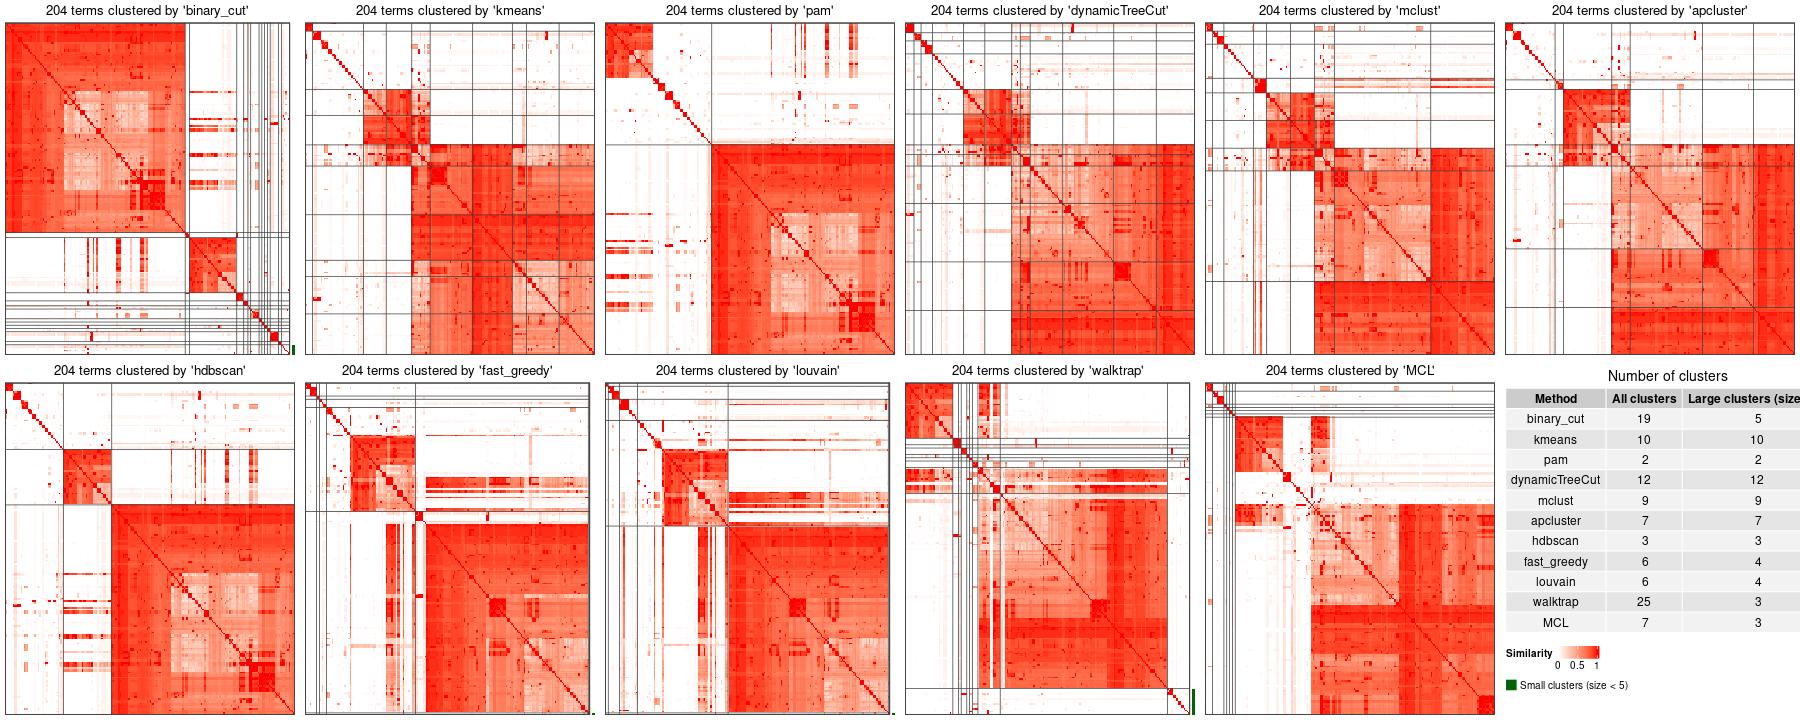 204 terms clustered by 'binary_cut'
204 terms clustered by 'kmeans'
204 terms clustered by 'pam'
204 terms clustered by 'dynamicTreeCut'
204 terms clustered by 'mclust'
204 terms clustered by 'apcluster'
204 terms clustered by 'hdbscan'
204 terms clustered by 'fast_greedy'
204 terms clustered by 'louvain'
204 terms clustered by 'walktrap'
204 terms clustered by 'MCL'
Number of clusters
Method All clusters Large clusters (size
binary_cut 19 5
kmeans 10 10
pam 2 2
dynamicTreeCut 12 12
mclust 9 9
apcluster 7 7
hdbscan 3 3
fast_greedy 6 4
louvain 6 4
walktrap 25 3
MCL 7 3
Similarity
0 0.5 1
Small clusters (size < 5)